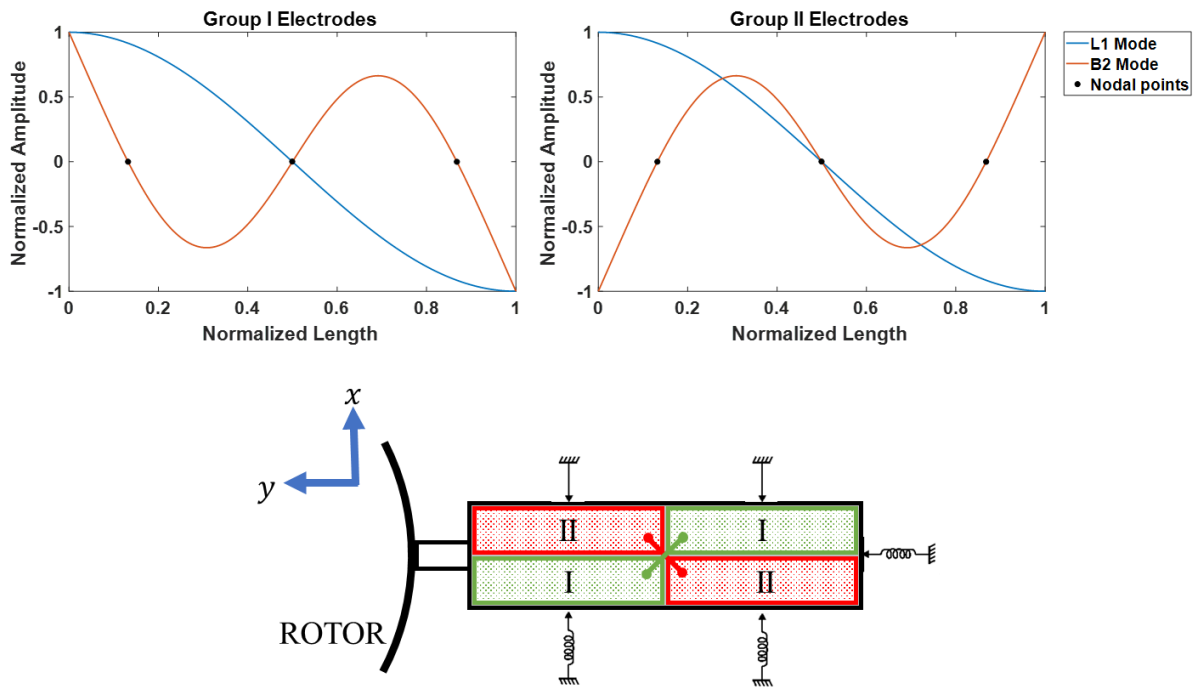 Group I Electrodes
Normalized Amplitude
1
0.5
0
-0.5
-1
0
0.2
0.4
0.6
0.8
1
Normalized Length
Group II Electrodes
Normalized Amplitude
1
0.5
0
-0.5
-1
0
0.2
0.4
0.6
0.8
1
Normalized Length
L1 Mode
B2 Mode
Nodal points
x
y
II
I
I
II
ROTOR